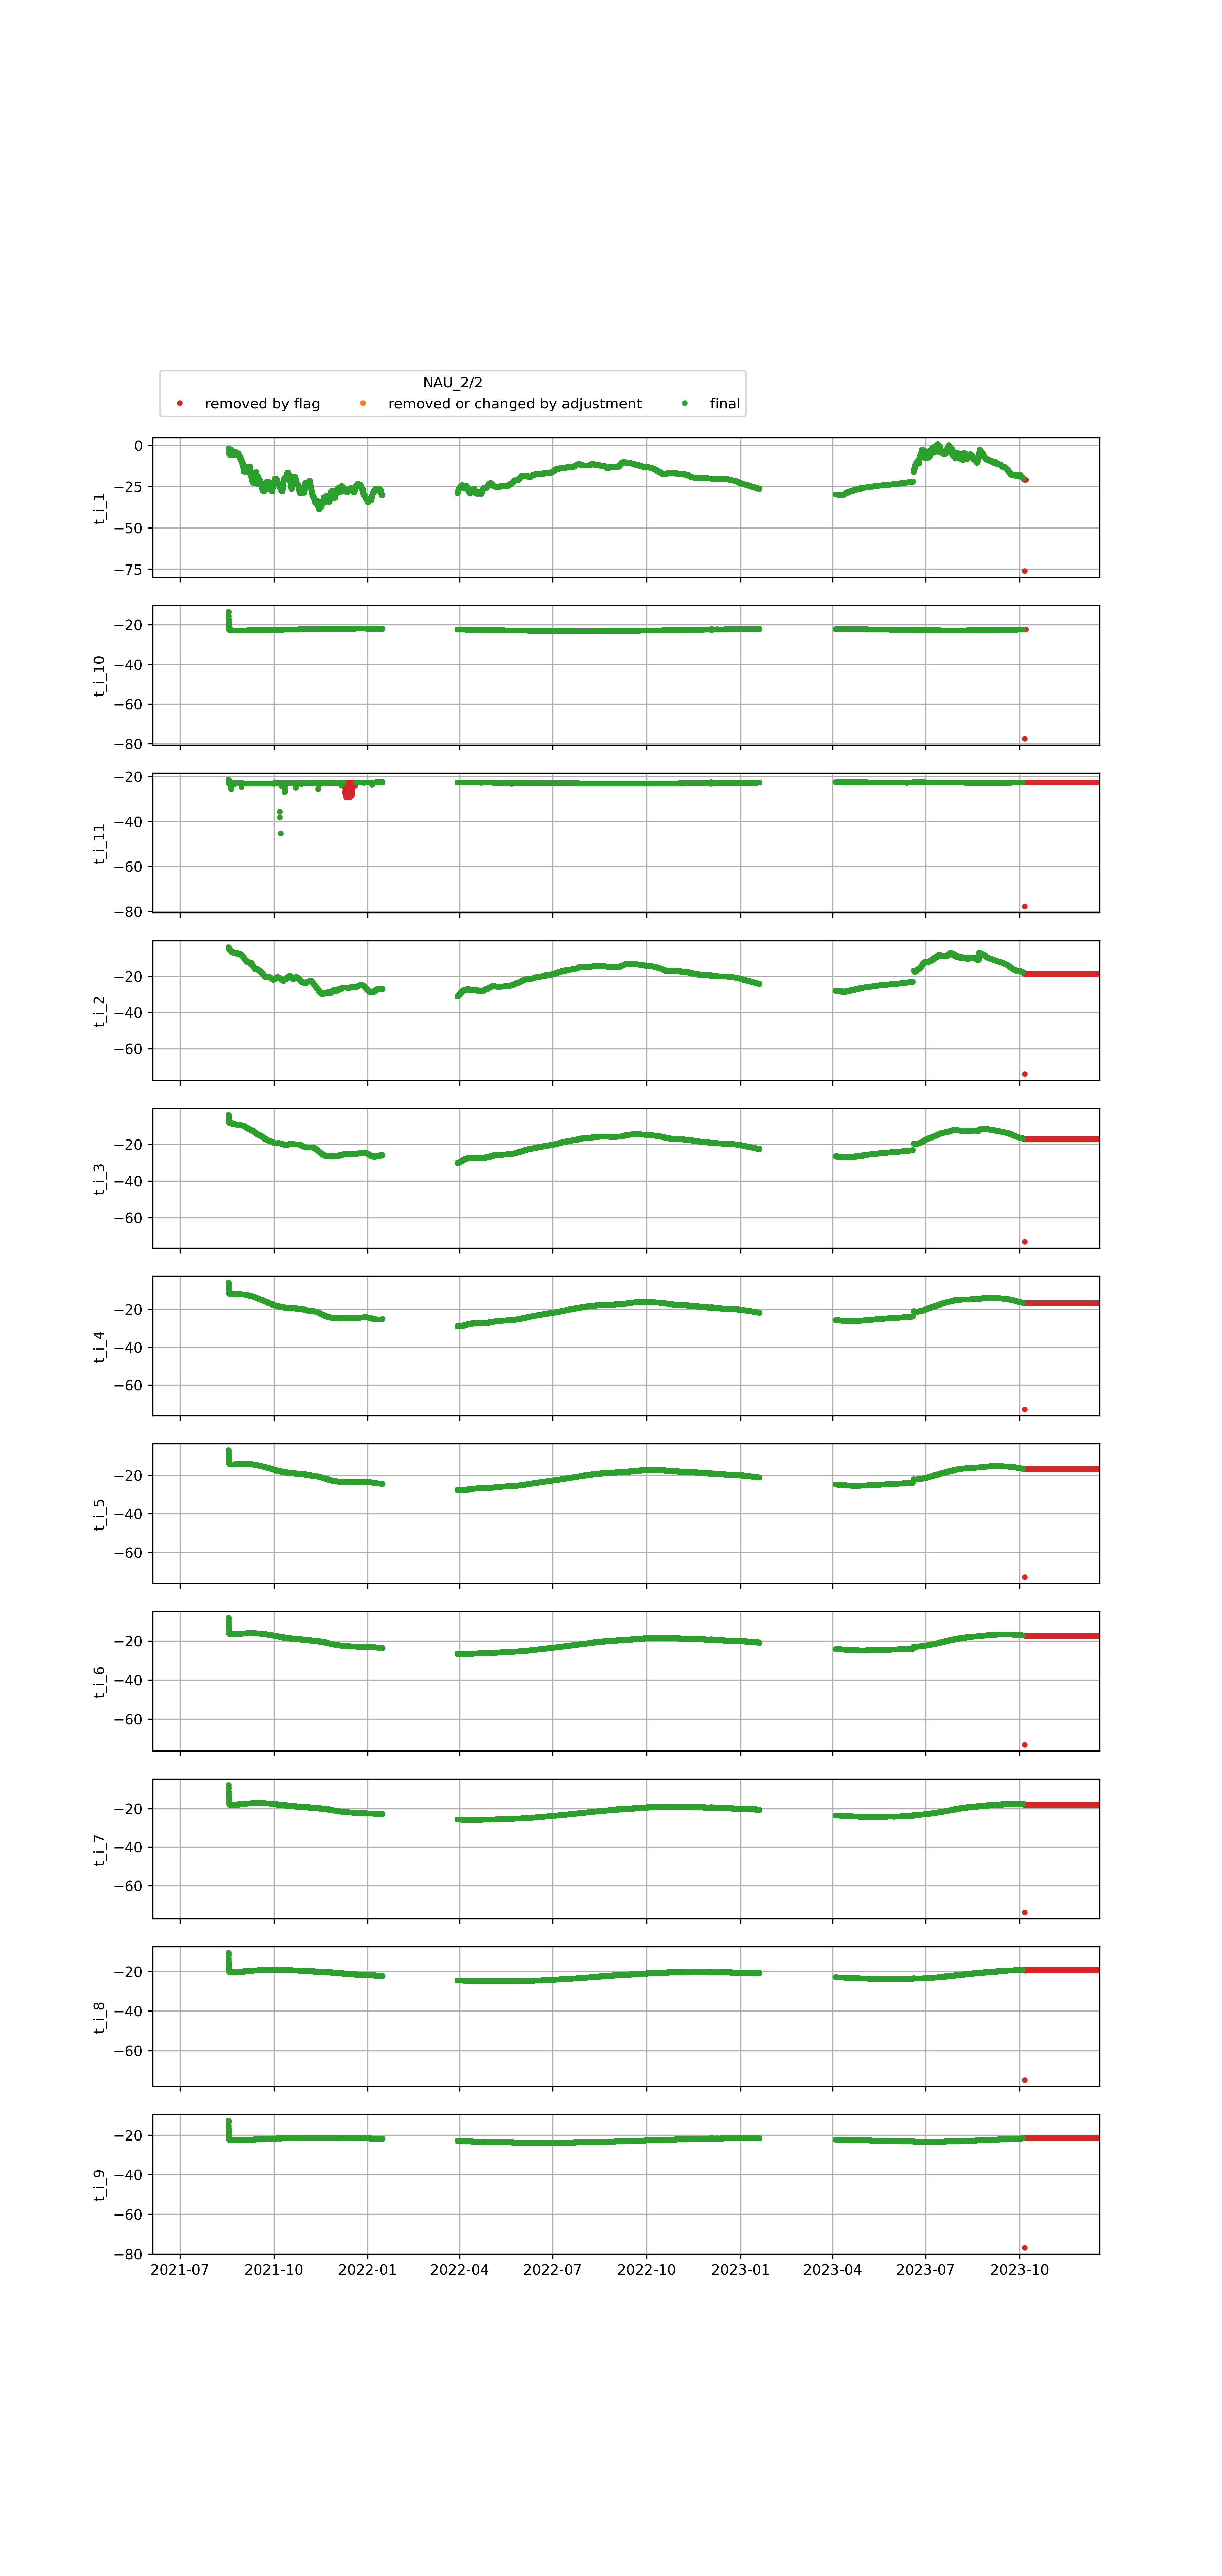 NAU_2/2
removed by flag removed or changed by adjustment final
0
−25
−50
−75
t_i_1
−20
−40
−60
−80
t_i_10
−20
−40
−60
−80
t_i_11
−20
−40
−60
t_i_2
−20
−40
−60
t_i_3
−20
−40
−60
t_i_4
−20
−40
−60
t_i_5
−20
−40
−60
t_i_6
−20
−40
−60
t_i_7
−20
−40
−60
t_i_8
−20
−40
−60
−80
t_i_9
2021-07 2021-10 2022-01 2022-04 2022-07 2022-10 2023-01 2023-04 2023-07 2023-10